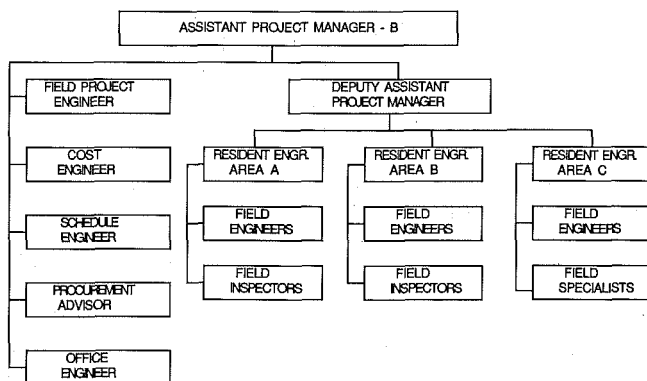 ASSISTANT PROJECT MANAGER - B
FIELD PROJECT
ENGINEER
DEPUTY ASSISTANT
PROJECT MANAGER
COST
ENGINEER
RESIDENT ENGR.
AREA A
RESIDENT ENGR.
AREA B
RESIDENT ENGR.
AREA C
SCHEDULE
ENGINEER
FIELD
ENGINEERS
FIELD
ENGINEERS
FIELD
ENGINEERS
PROCUREMENT
ADVISOR
FIELD
INSPECTORS
FIELD
INSPECTORS
FIELD
SPECIALISTS
OFFICE
ENGINEER